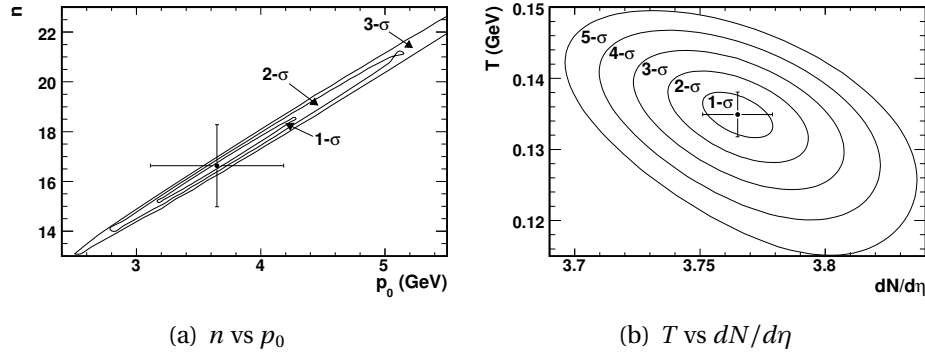 n
22
20
18
16
14
3
4
5
p₀ (GeV)
3-σ
2-σ
1-σ
(a) n vs p₀
T (GeV)
0.15
0.14
0.13
0.12
3.7
3.75
3.8
dN/dη
5-σ
4-σ
3-σ
2-σ
1-σ
(b) T vs dN/dη